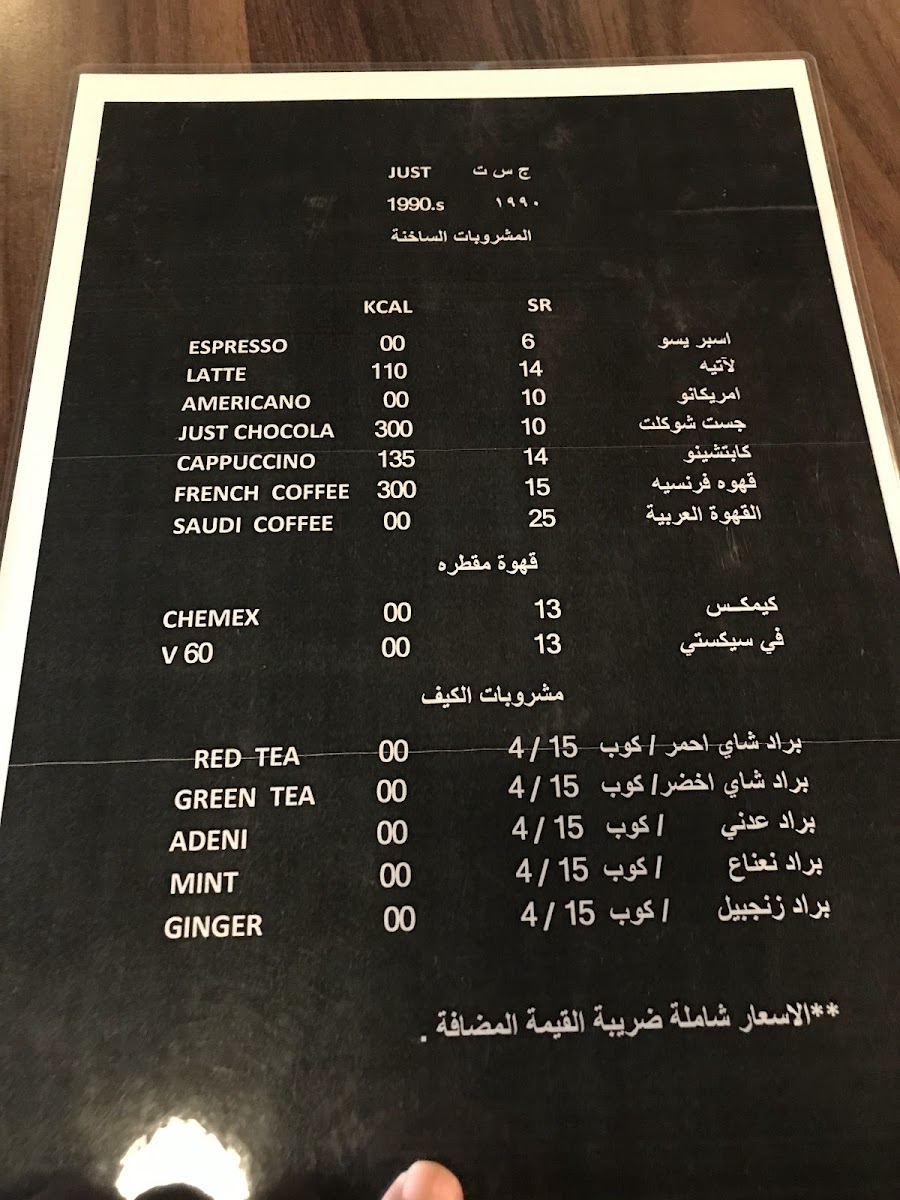 JUST ج س ت
1990.s ١٩٩٠
المشروبات الساخنة
KCAL SR
ESPRESSO 00 6 اسبر يسو
LATTE 110 14 لآتيه
AMERICANO 00 10 امريكانو
JUST CHOCOLA 300 10 جست شوكلت
CAPPUCCINO 135 14 كابتشينو
FRENCH COFFEE 300 15 قهوه فرنسيه
SAUDI COFFEE 00 25 القهوة العربية
قهوة مقطره
CHEMEX 00 13 كيمكــس
V 60 00 13 في سيكستي
مشروبات الكيف
RED TEA 00 4 / 15 براد شاي احمر / كوب
GREEN TEA 00 4 / 15 براد شاي اخضر/ كوب
ADENI 00 4 / 15 براد عدني / كوب
MINT 00 4 / 15 براد نعناع / كوب
GINGER 00 4 / 15 براد زنجبيل / كوب
**الاسعار شاملة ضريبة القيمة المضافة .